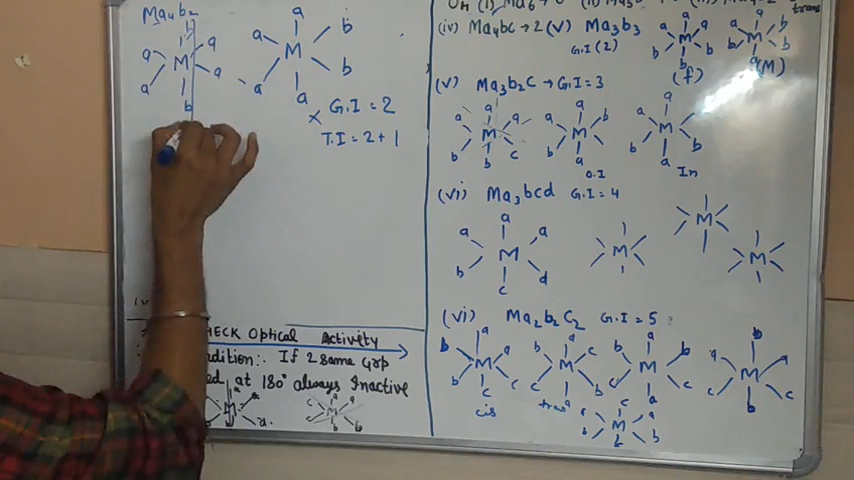 Ma4b2
b
a a
M
a a
b
a
a b
M
a b
a
× G.I = 2
T.I = 2 + 1
CHECK Optical Activity
dition:- If 2 same Grp
ed at 180° always Inactive
(iv) Ma4bc → 2 (v) Ma3b3
G.I (2)
a
a a
M
b b
b
(f)
a
a b
M
b b
a
(M)
trans
(v) Ma3b2c → G.I = 3
a
a a
M
b c
b
a
a b
M
b c
a
O.I
a
a
M
b b
a
In
(vi) Ma3bcd G.I = 4
a
a a
M
b d
c
M
M
M
(vi) Ma2b2c2 G.I = 5
a
b a
M
b c
c
cis
a
b c
M
c b
a
trans
a
b
M
c c
a
b
a a
M
c c
b
c
c a
M
b b
c